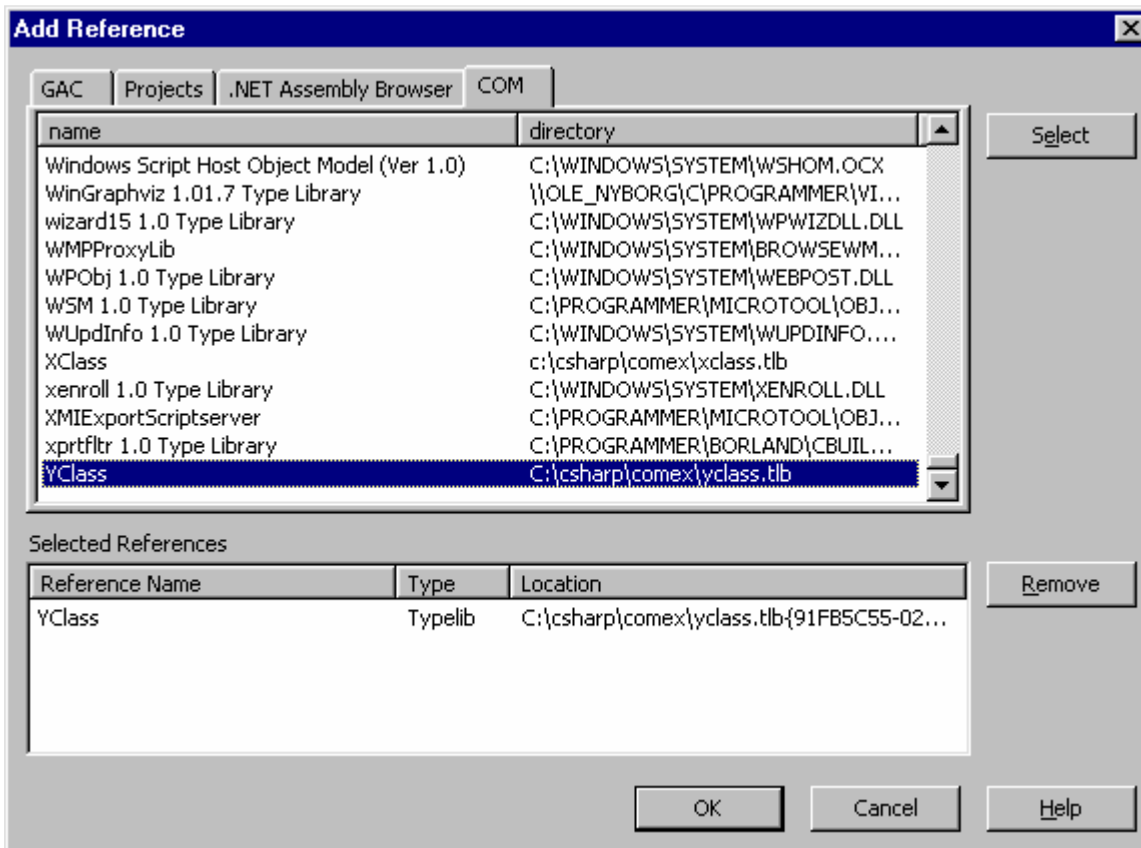 Add Reference
GAC Projects .NET Assembly Browser COM
name directory
Select
Windows Script Host Object Model (Ver 1.0) C:\WINDOWS\SYSTEM\WSHOM.OCX
WinGraphviz 1.01.7 Type Library \\OLE_NYBORG\C\PROGRAMMER\VI...
wizard15 1.0 Type Library C:\WINDOWS\SYSTEM\WPWIZDLL.DLL
WMPProxyLib C:\WINDOWS\SYSTEM\BROWSEWM...
WPObj 1.0 Type Library C:\WINDOWS\SYSTEM\WEBPOST.DLL
WSM 1.0 Type Library C:\PROGRAMMER\MICROTOOL\OBJ...
WUpdInfo 1.0 Type Library C:\WINDOWS\SYSTEM\WUPDINFO....
XClass c:\csharp\comex\xclass.tlb
xenroll 1.0 Type Library C:\WINDOWS\SYSTEM\XENROLL.DLL
XMIExportScriptserver C:\PROGRAMMER\MICROTOOL\OBJ...
xprtfltr 1.0 Type Library C:\PROGRAMMER\BORLAND\CBUIL...
YClass C:\csharp\comex\yclass.tlb
Selected References
Reference Name Type Location
Remove
YClass Typelib C:\csharp\comex\yclass.tlb-{91FB5C55-02...
OK Cancel Help